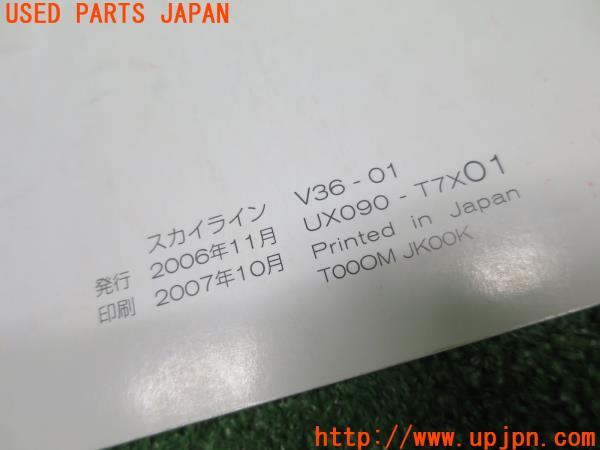 USED PARTS JAPAN
スカイライン V36 - 01
発行 2006年11月 UX090 - T7X01
印刷 2007年10月 Printed in Japan
T00OM JK00K
http://www.upjpn.com/